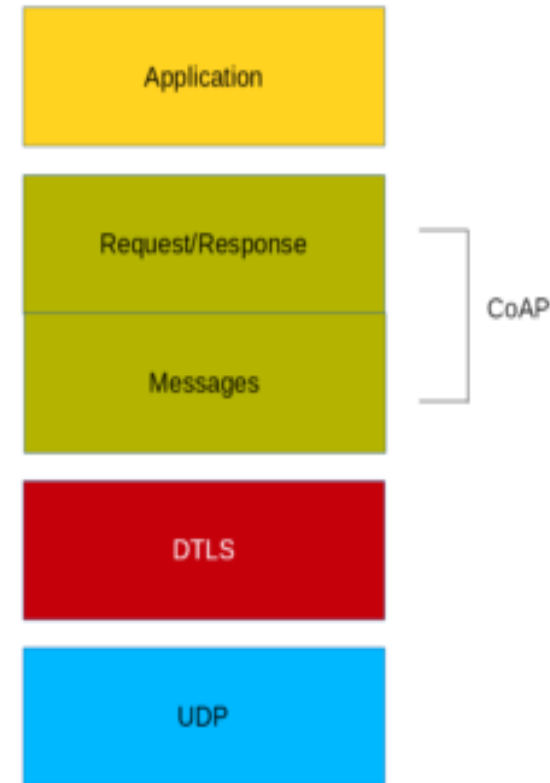 Application
Request/Response
CoAP
Messages
DTLS
UDP